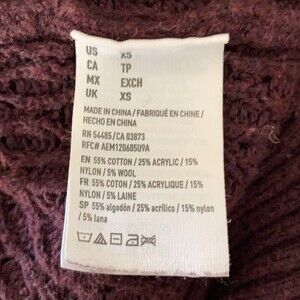 US XS
CA TP
MX EXCH
UK XS
MADE IN CHINA / FABRIQUÉ EN CHINE /
HECHO EN CHINA
RN 54485/CA 03873
RFC# AEM120605U9A
EN 55% COTTON / 25% ACRYLIC / 15%
NYLON / 5% WOOL
FR 55% COTON / 25% ACRYLIQUE / 15%
NYLON / 5% LAINE
SP 55% algodón / 25% acrílico / 15% nylon
/ 5% lana